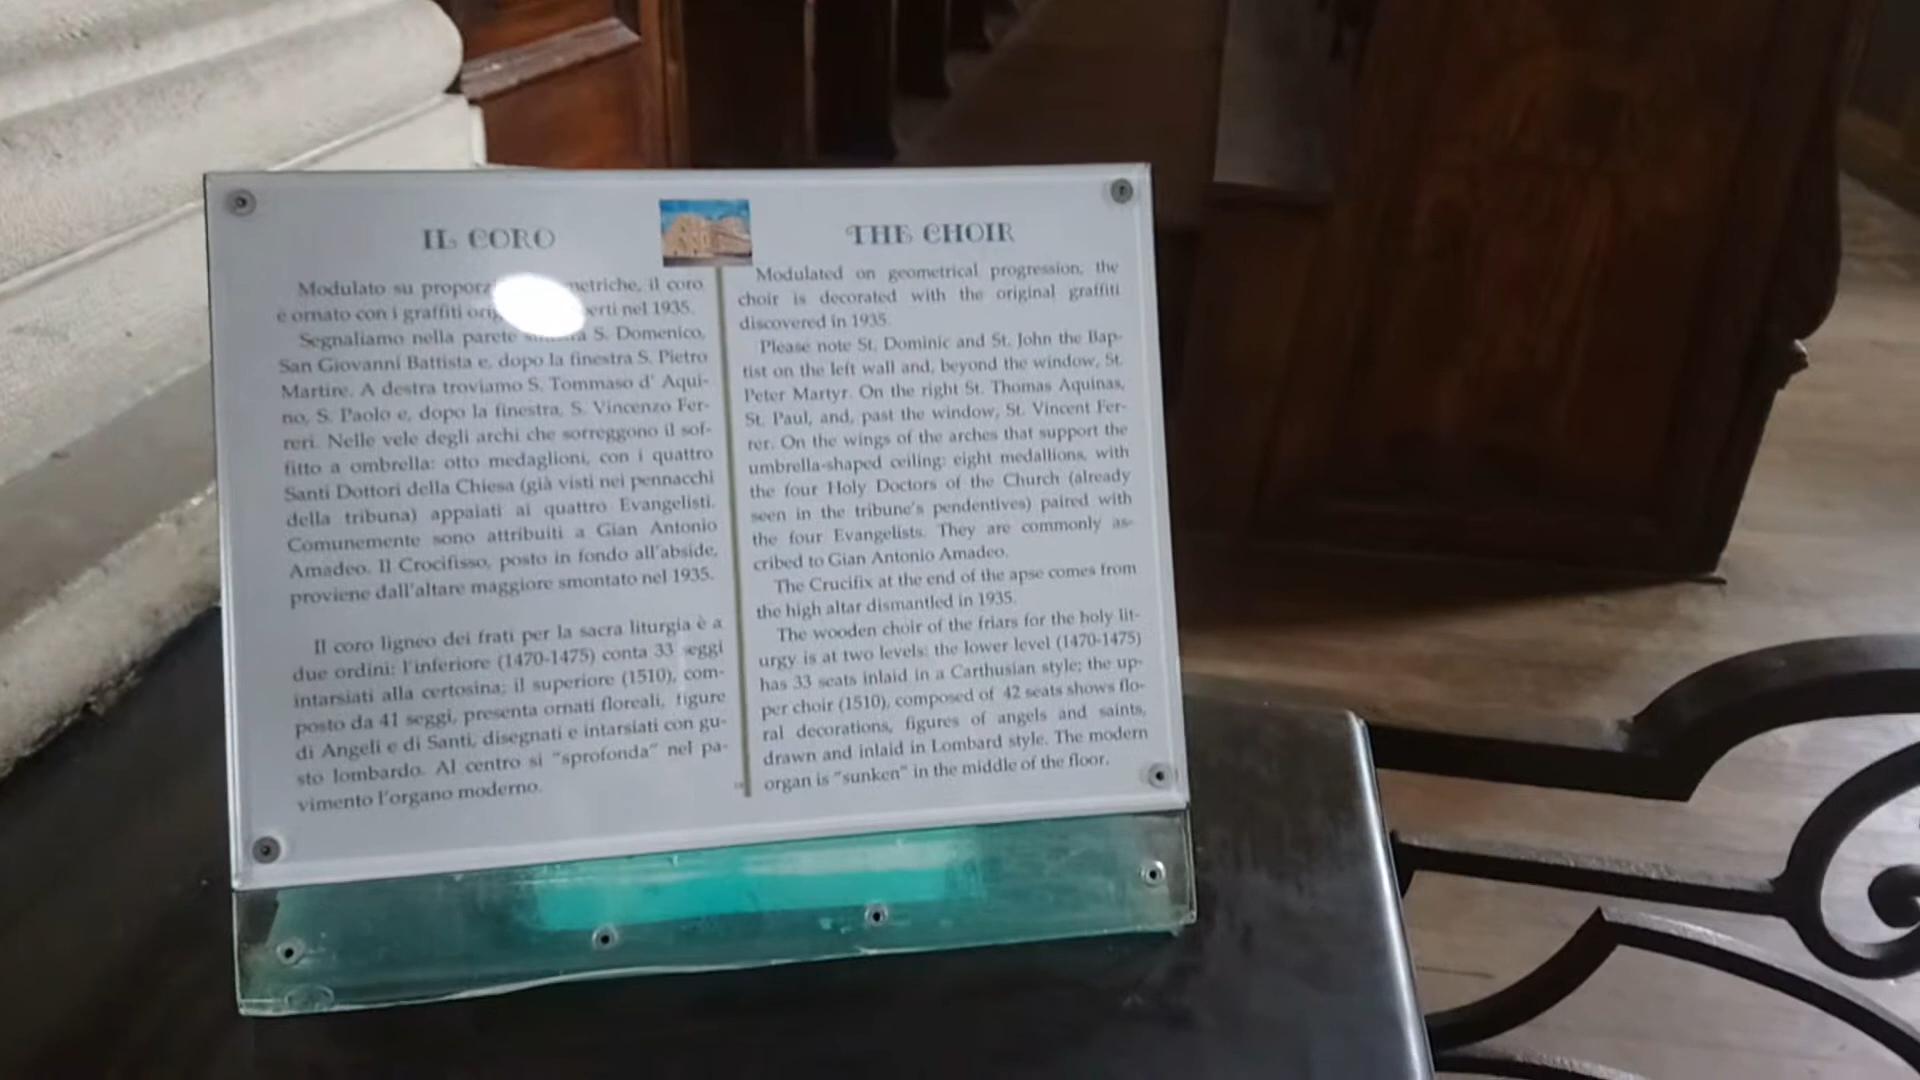 IL CORO
Modulato su etriche, il coro
è ornato con i graffiti erti nel 1935.
Segnaliamo nella parete S. Domenico,
San Giovanni Battista e, dopo la finestra S. Pietro
Martire. A destra troviamo S. Tommaso d' Aqui-
no, S. Paolo e, dopo la finestra, S. Vincenzo Fer-
reri. Nelle vele degli archi che sorreggono il sof-
fitto a ombrella: otto medaglioni, con i quattro
Santi Dottori della Chiesa (già visti nei pennacchi
della tribuna) appaiati ai quattro Evangelisti.
Comunemente sono attribuiti a Gian Antonio
Amadeo. Il Crocifisso, posto in fondo all'abside,
proviene dall'altare maggiore smontato nel 1935.
Il coro ligneo dei frati per la sacra liturgia è a
due ordini: l'inferiore (1470-1475) conta 33 seggi
intarsiati alla certosina; il superiore (1510), com-
posto da 41 seggi, presenta ornati floreali, figure
di Angeli e di Santi, disegnati e intarsiati con gu-
sto lombardo. Al centro si "sprofonda" nel pa-
vimento l'organo moderno.
THE CHOIR
Modulated on geometrical progression, the
choir is decorated with the original graffiti
discovered in 1935.
Please note St. Dominic and St. John the Bap-
tist on the left wall and, beyond the window, St.
Peter Martyr. On the right St. Thomas Aquinas,
St. Paul, and, past the window, St. Vincent Fer-
rer. On the wings of the arches that support the
umbrella-shaped ceiling: eight medallions, with
the four Holy Doctors of the Church (already
seen in the tribune's pendentives) paired with
the four Evangelists. They are commonly as-
cribed to Gian Antonio Amadeo.
The Crucifix at the end of the apse comes from
the high altar dismantled in 1935.
The wooden choir of the friars for the holy lit-
urgy is at two levels: the lower level (1470-1475)
has 33 seats inlaid in a Carthusian style; the up-
per choir (1510), composed of 42 seats shows flo-
ral decorations, figures of angels and saints,
drawn and inlaid in Lombard style. The modern
organ is "sunken" in the middle of the floor.